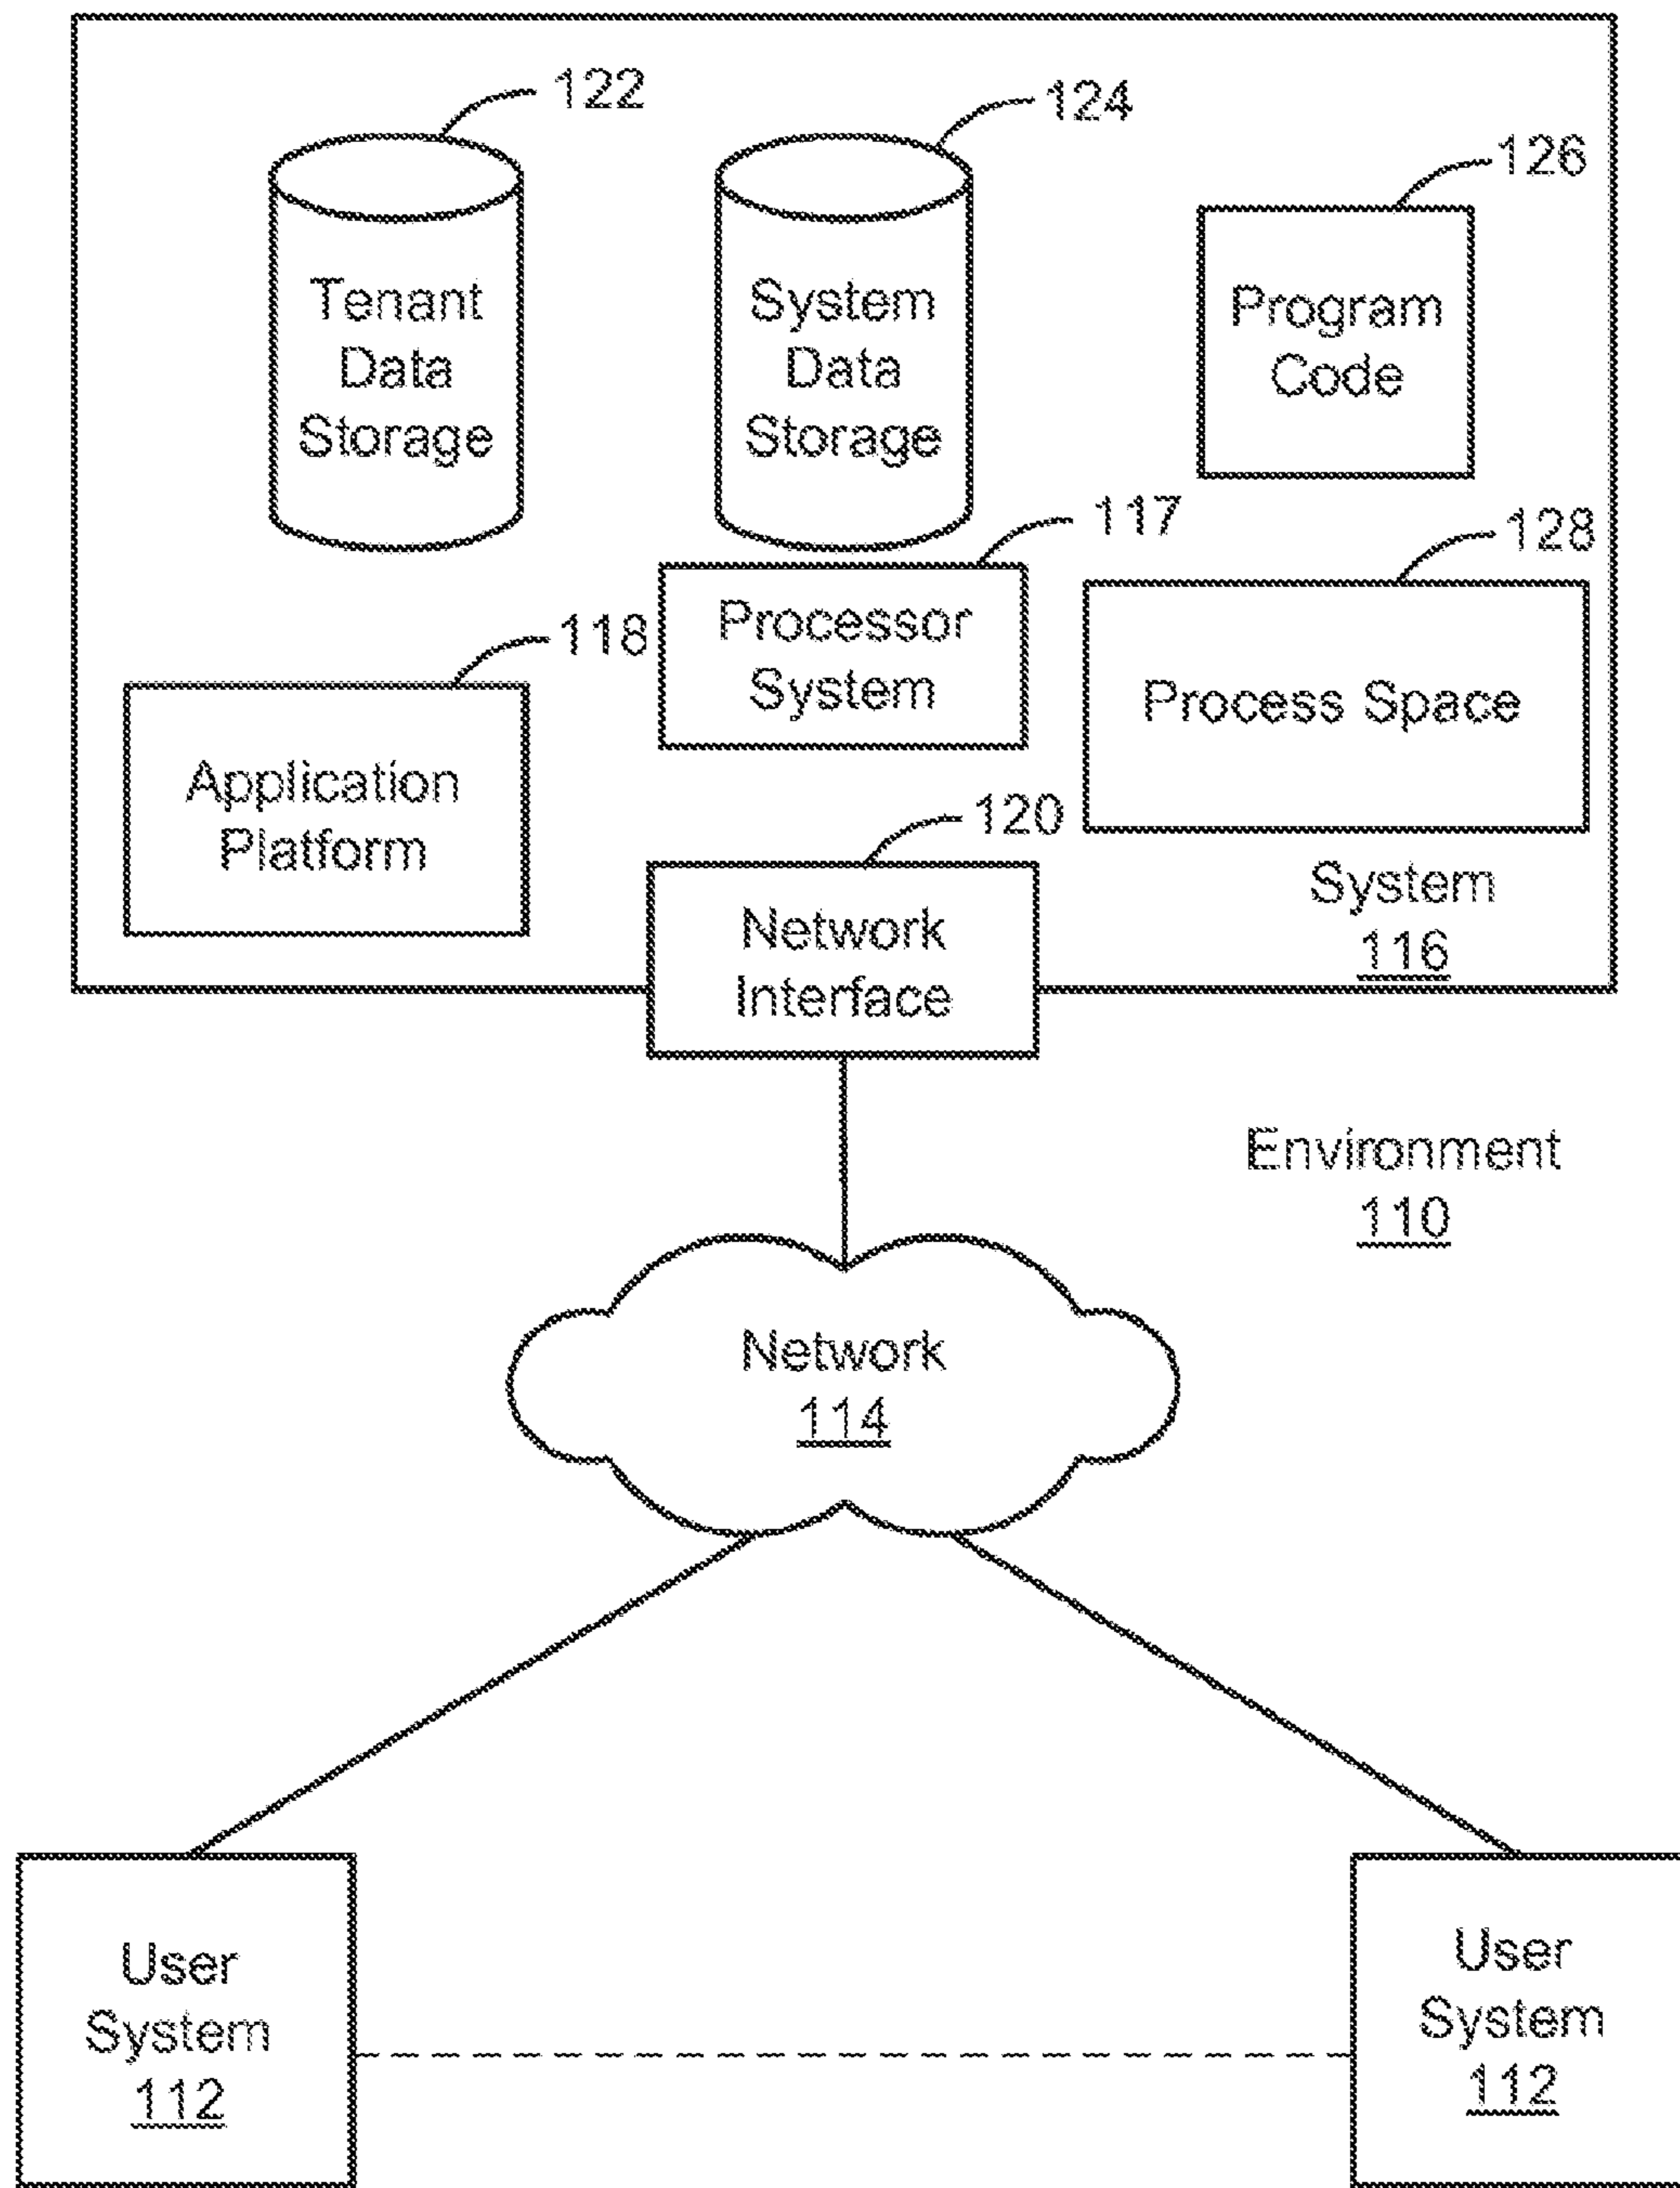 122
124
126
Tenant
Data
Storage
System
Data
Storage
Program
Code
117
128
118
Processor
System
Process Space
Application
Platform
120
System
116
Network
Interface
Environment
110
Network
114
User
System
112
User
System
112